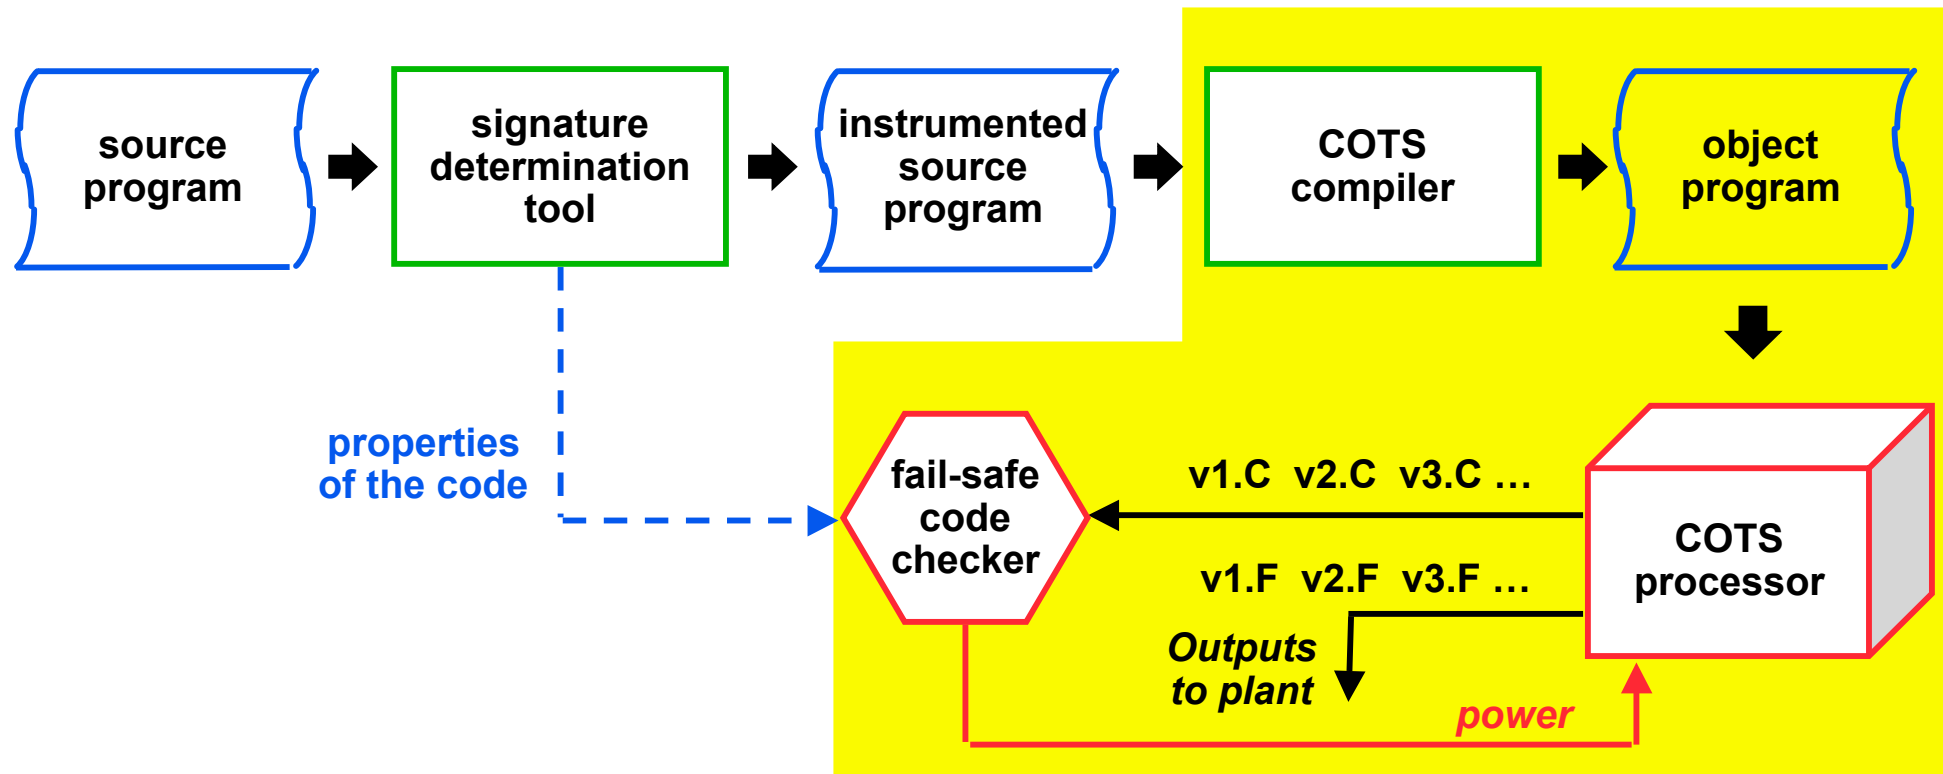 source
program
signature
determination
tool
instrumented
source
program
COTS
compiler
object
program
properties
of the code
fail-safe
code
checker
v1.C v2.C v3.C …
v1.F v2.F v3.F …
Outputs
to plant
COTS
processor
power